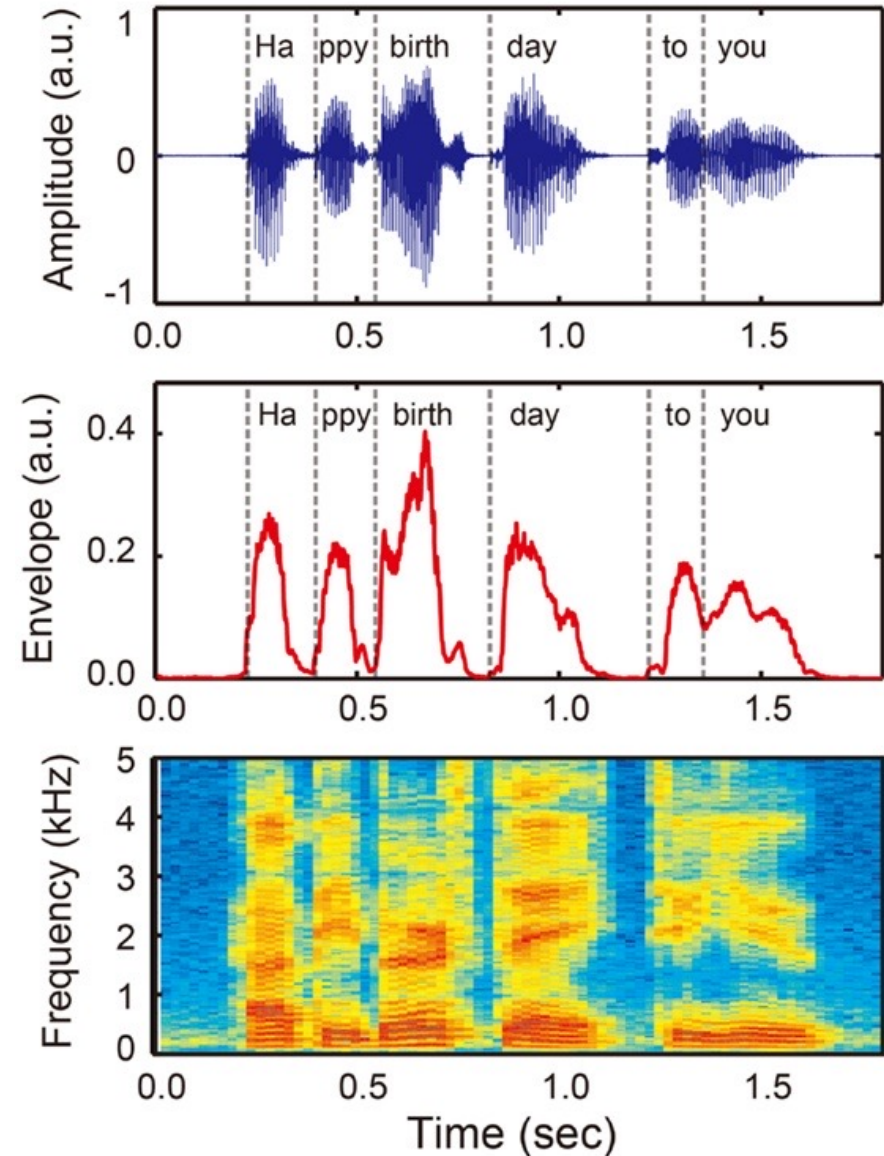 Amplitude (a.u.)
1
0
-1
Ha ppy birth day to you
0.0 0.5 1.0 1.5
Envelope (a.u.)
0.4
0.2
0.0
Ha ppy birth day to you
0.0 0.5 1.0 1.5
Frequency (kHz)
5
4
3
2
1
0
0.0 0.5 1.0 1.5
Time (sec)